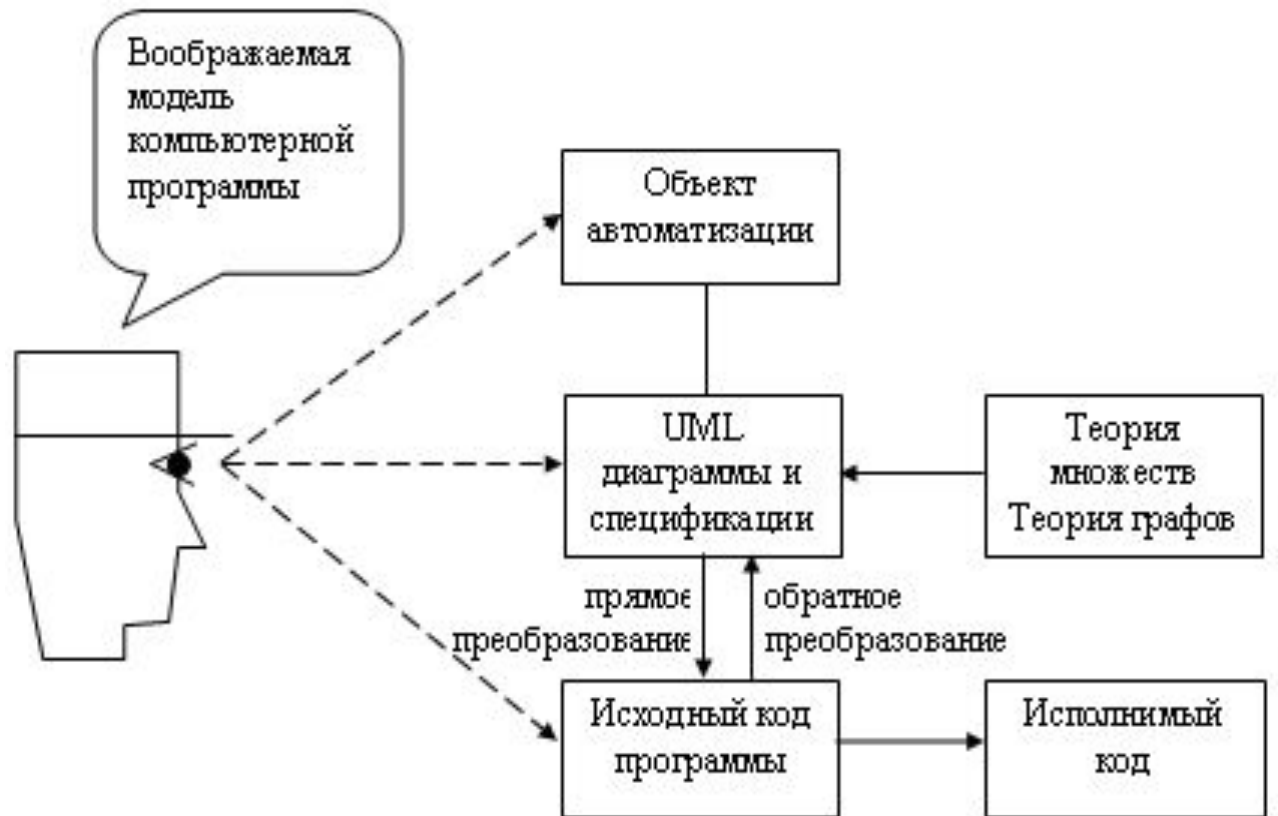 Воображаемая
модель
компьютерной
программы
Объект
автоматизации
UML
диаграммы и
спецификации
Теория
множеств
Теория графов
прямое
преобразование
обратное
преобразование
Исходный код
программы
Исполнимый
код